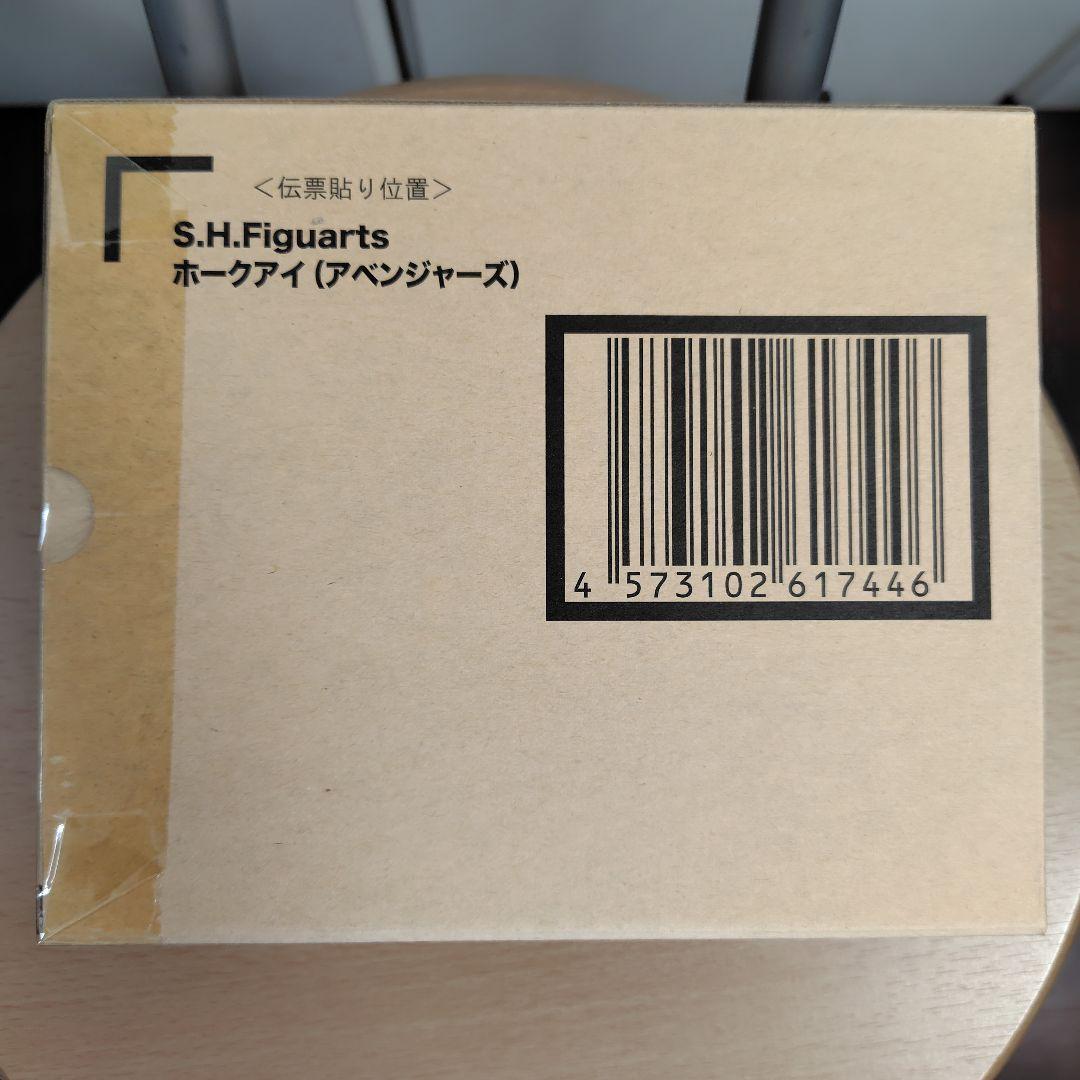 ＜伝票貼り位置＞
S.H.Figuarts
ホークアイ（アベンジャーズ）
4 573102 617446